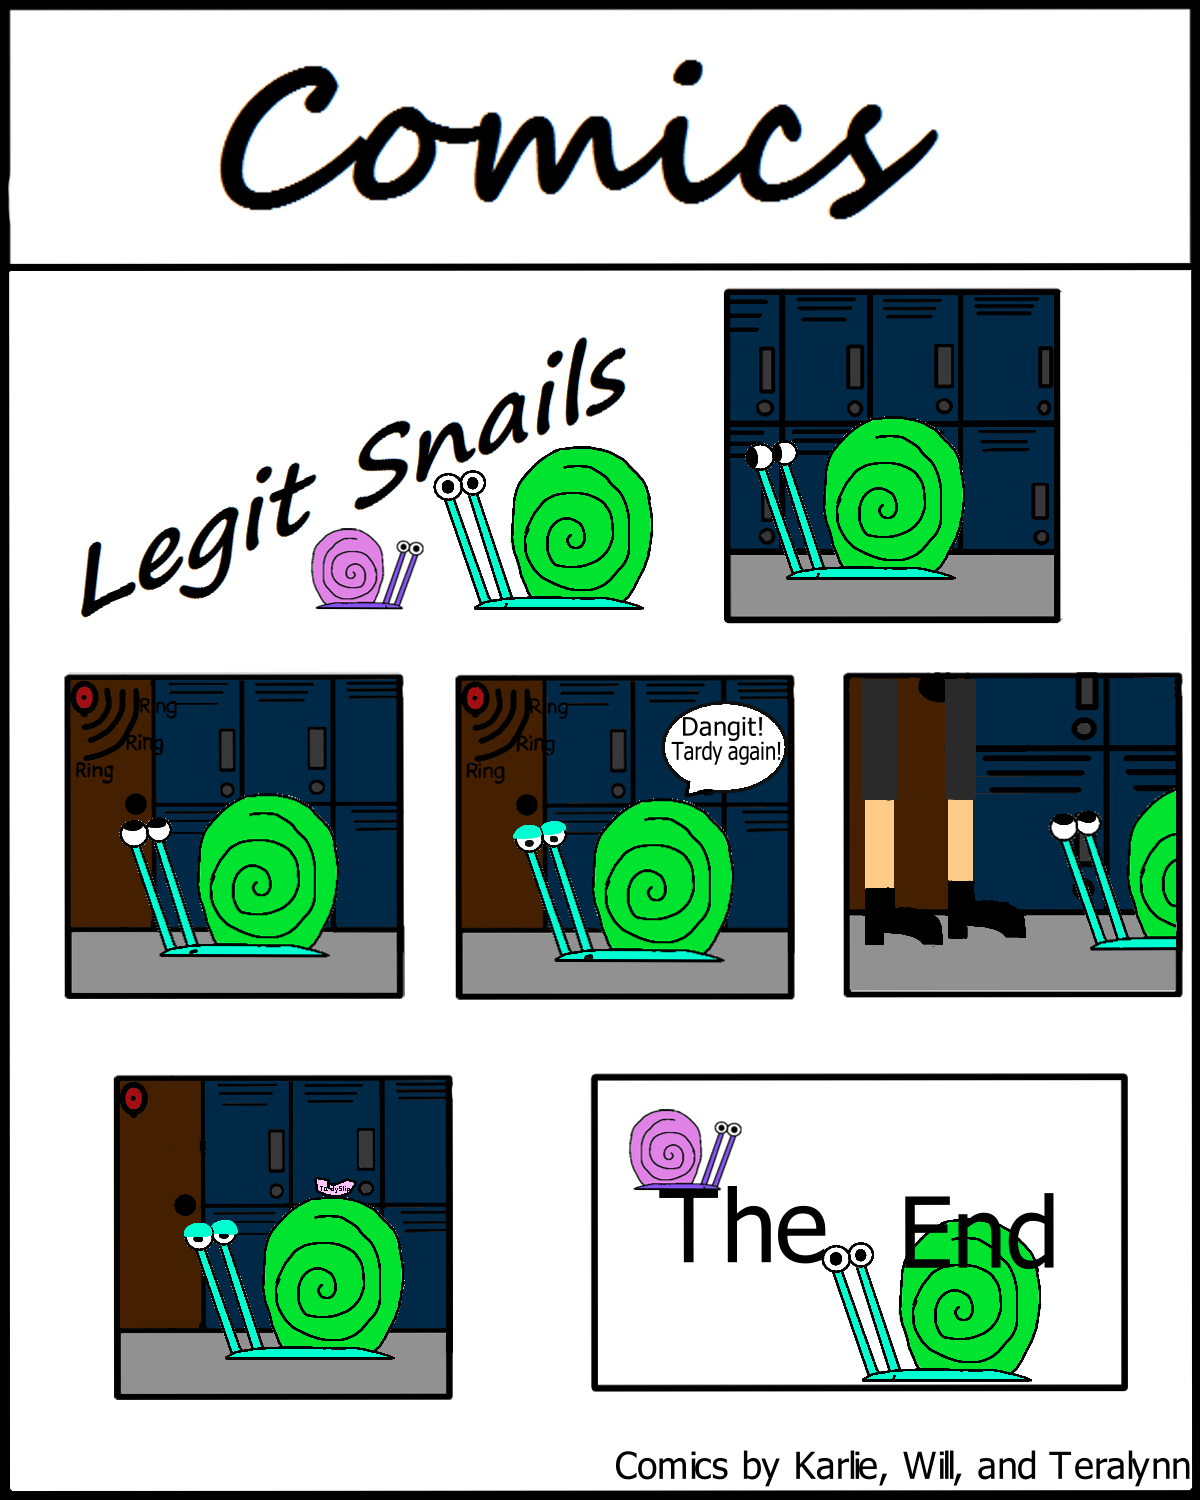 Comics
Legit Snails
Ring
Ring
Ring
Ring
Ring
Ring
Dangit!
Tardy again!
TardySlip
The End
Comics by Karlie, Will, and Teralynn